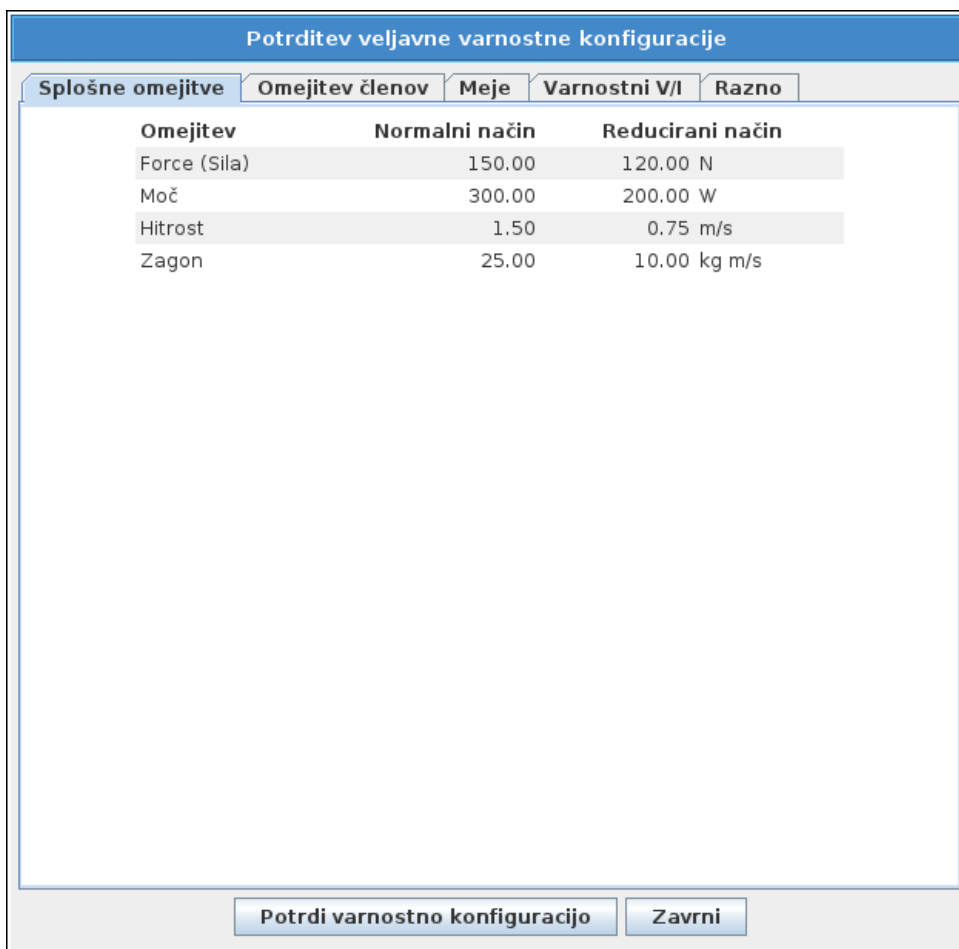 Potrditev veljavne varnostne konfiguracije
Splošne omejitve Omejitev členov Meje Varnostni V/I Razno
Omejitev Normalni način Reducirani način
Force (Sila) 150.00 120.00 N
Moč 300.00 200.00 W
Hitrost 1.50 0.75 m/s
Zagon 25.00 10.00 kg m/s
Potrdi varnostno konfiguracijo Zavrni